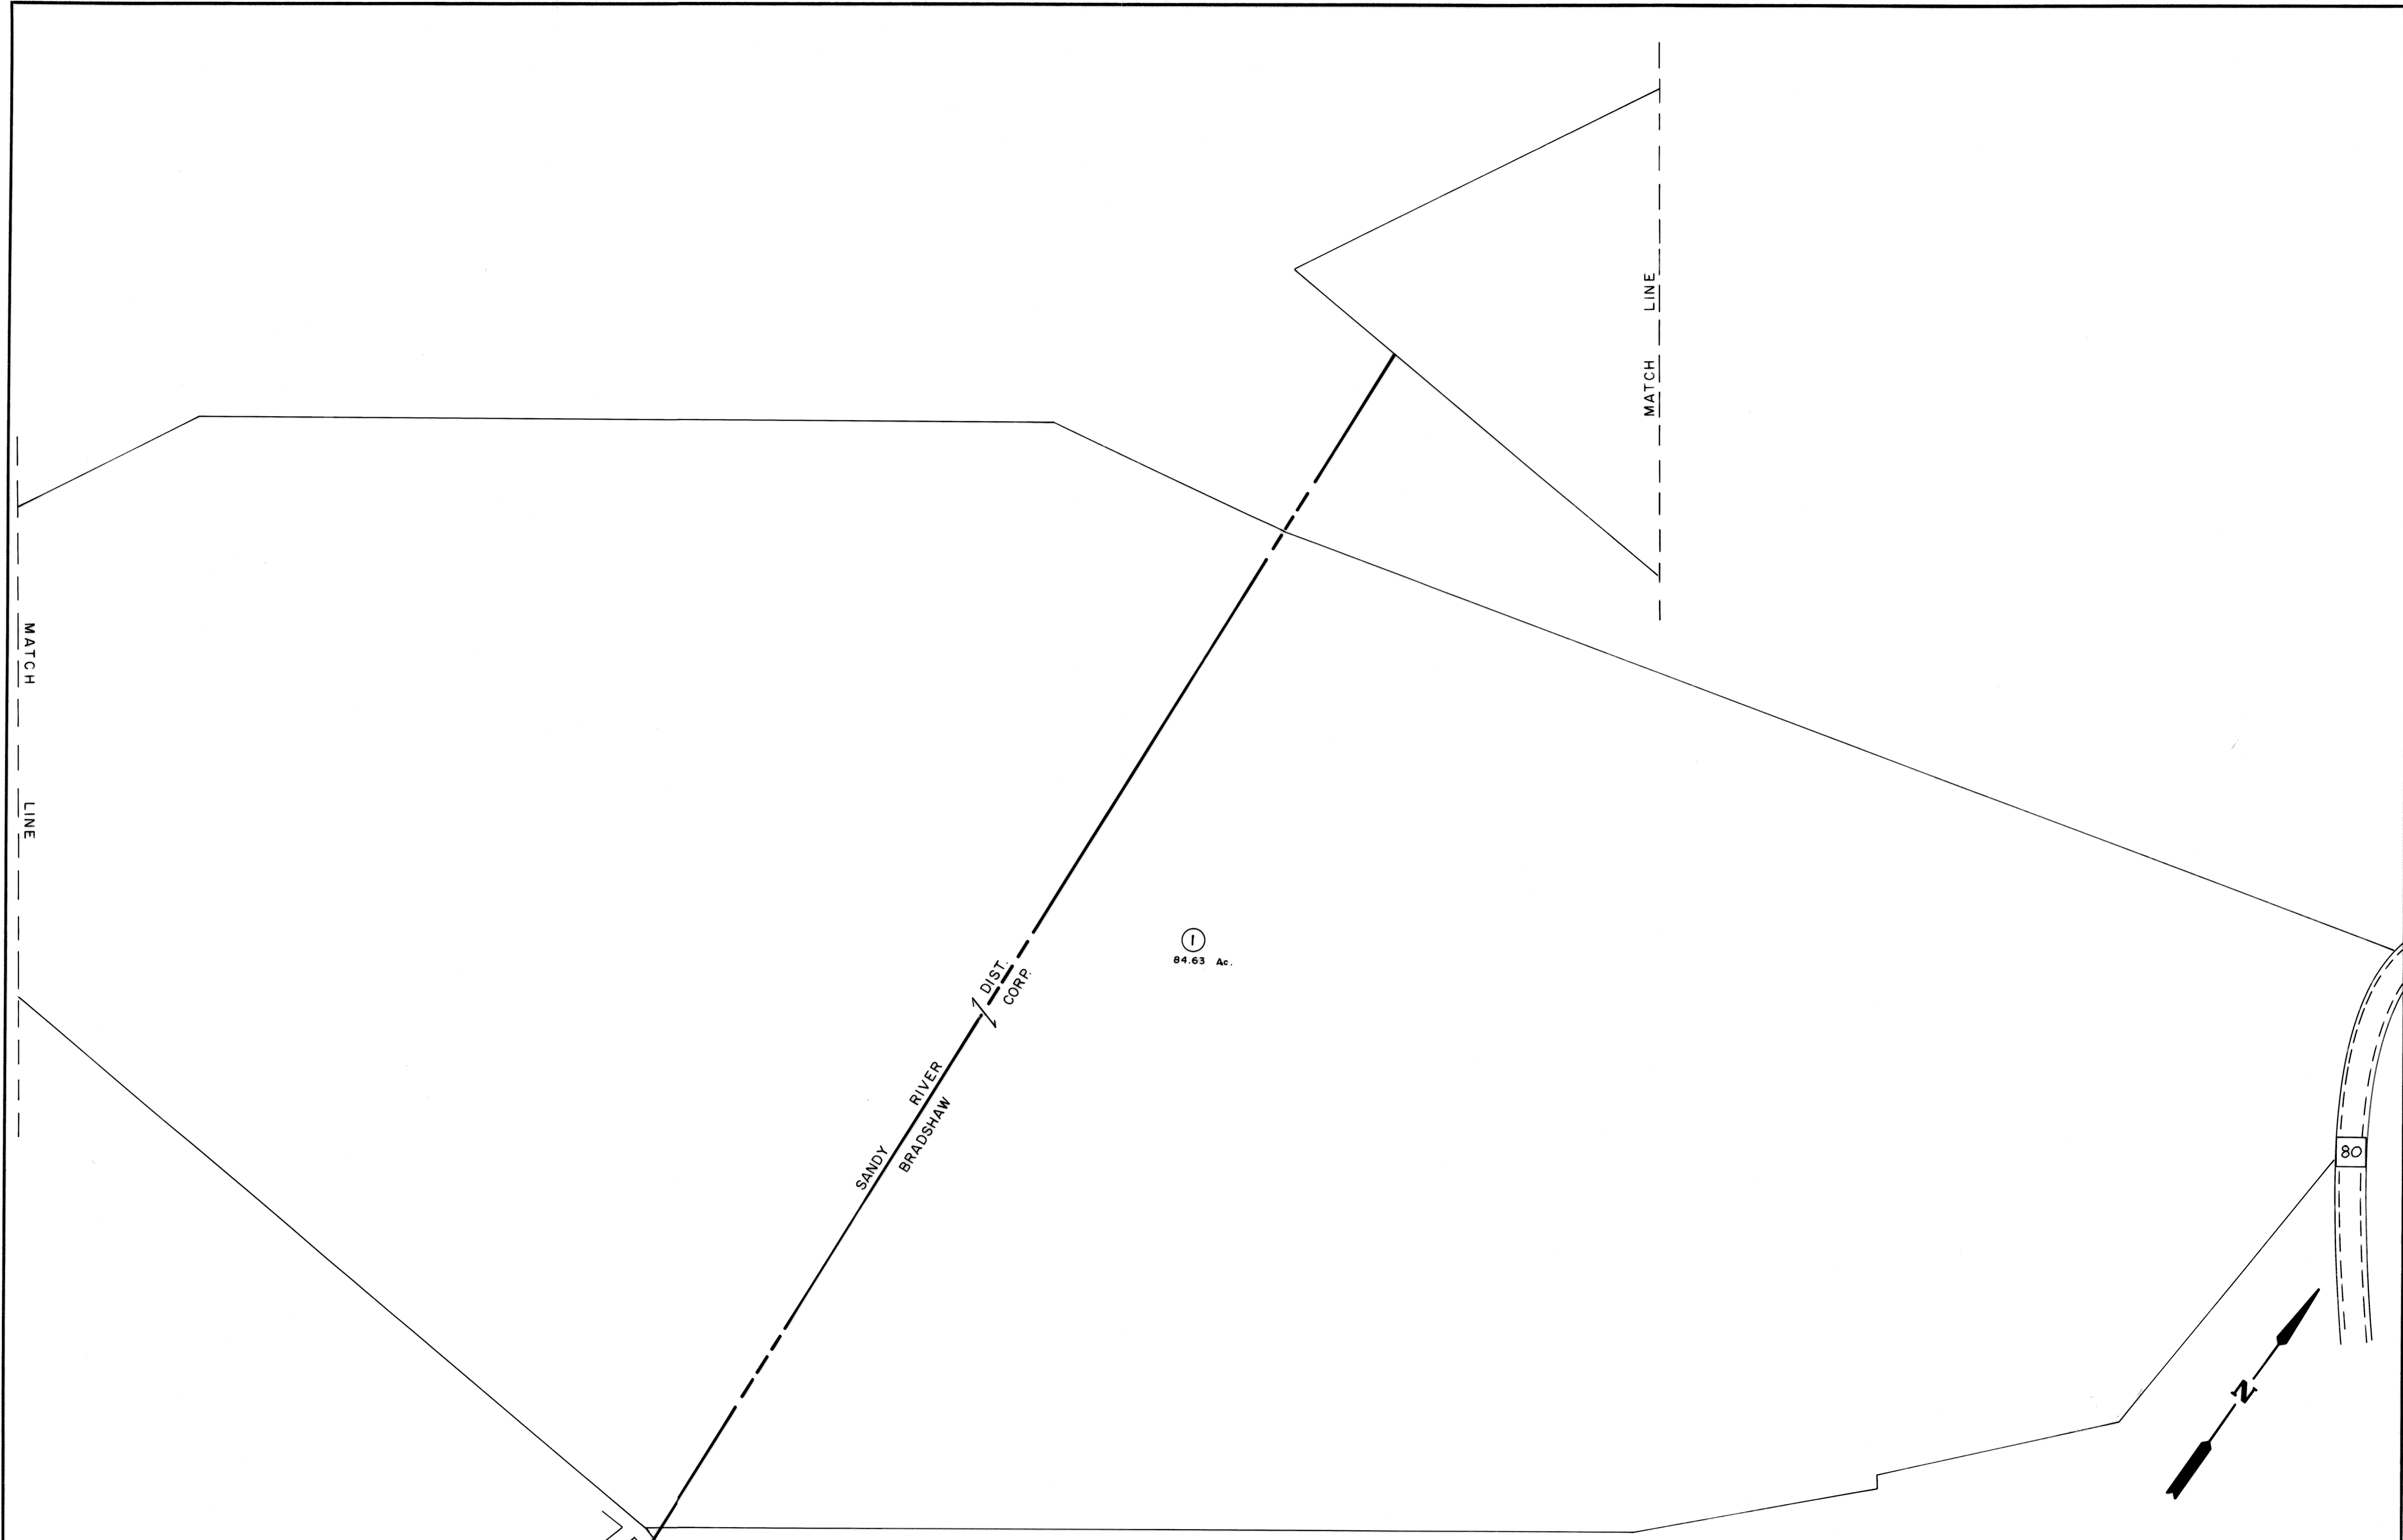 MATCH LINE
MATCH LINE
1
84.63 Ac.
SANDY RIVER DIST.
BRADSHAW CORP.
80
N